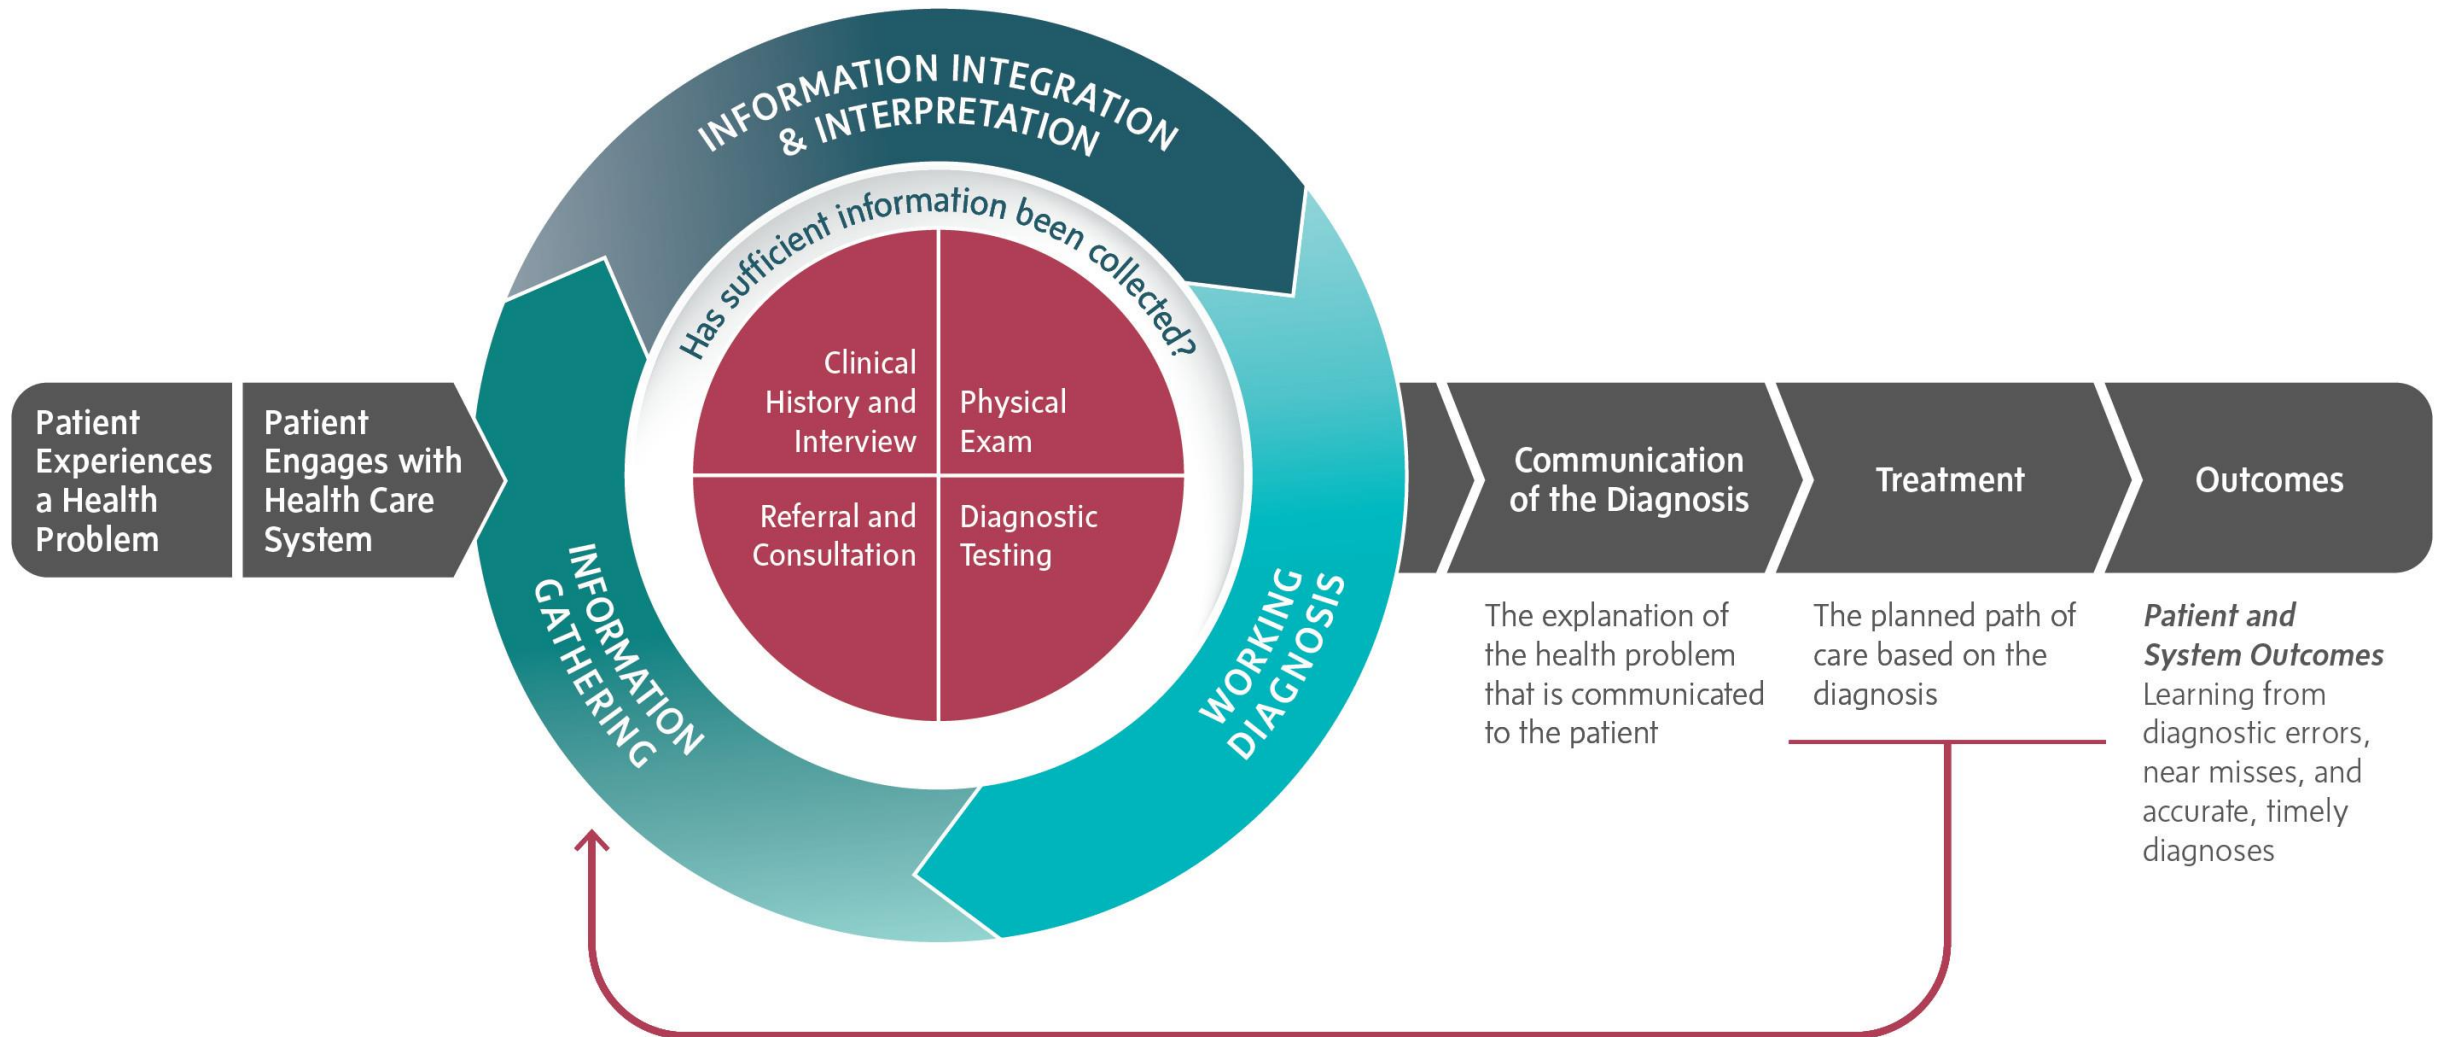 Patient
Experiences
a Health
Problem
Patient
Engages with
Health Care
System
INFORMATION INTEGRATION
& INTERPRETATION
Has sufficient information been collected?
Clinical
History and
Interview
Physical
Exam
Referral and
Consultation
Diagnostic
Testing
INFORMATION
GATHERING
WORKING
DIAGNOSIS
Communication
of the Diagnosis
The explanation of
the health problem
that is communicated
to the patient
Treatment
The planned path of
care based on the
diagnosis
Outcomes
Patient and
System Outcomes
Learning from
diagnostic errors,
near misses, and
accurate, timely
diagnoses